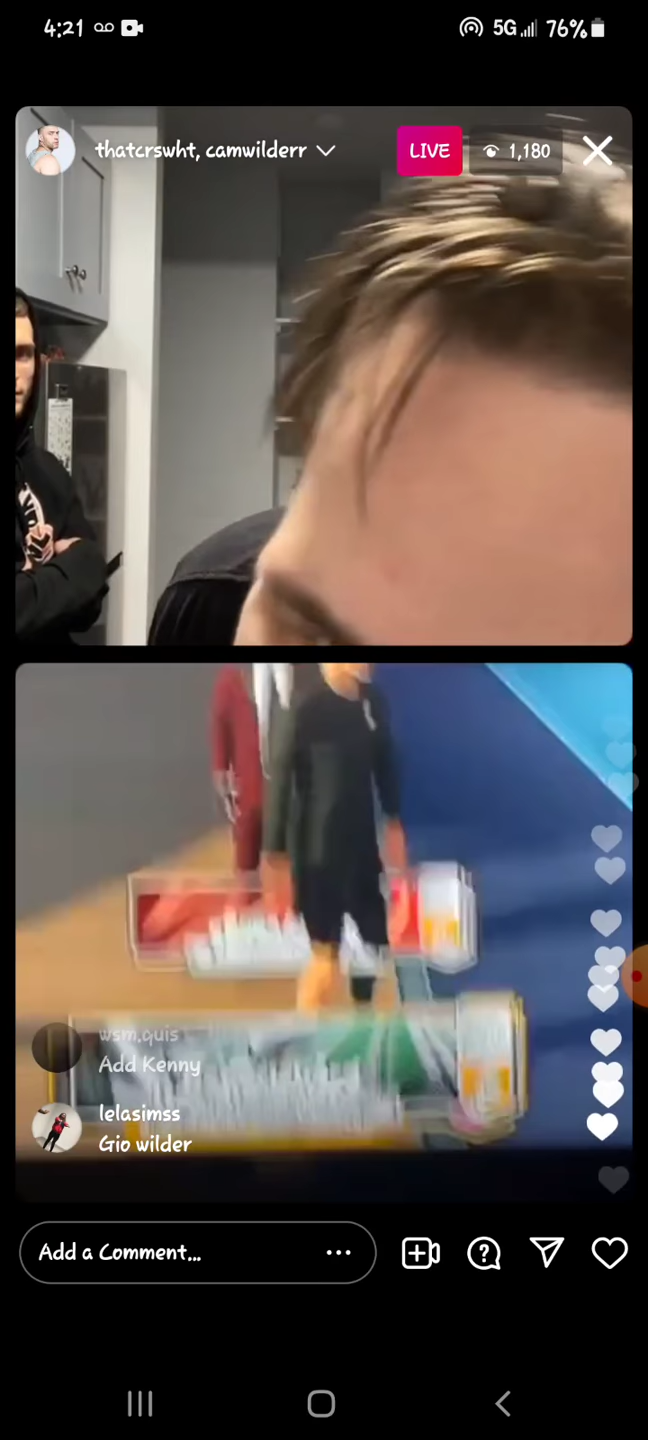 4:21
5G
76%
thatcrswht, camwilderr
LIVE
1,180
wsm.quis
Add Kenny
lelasimss
Gio wilder
Add a Comment...